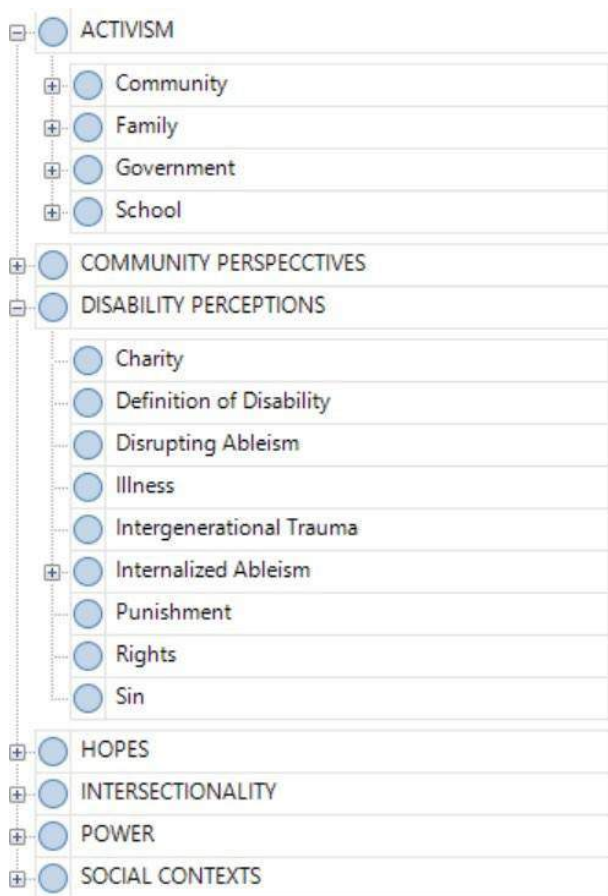 ACTIVISM
Community
Family
Government
School
COMMUNITY PERSPECCTIVES
DISABILITY PERCEPTIONS
Charity
Definition of Disability
Disrupting Ableism
Illness
Intergenerational Trauma
Internalized Ableism
Punishment
Rights
Sin
HOPES
INTERSECTIONALITY
POWER
SOCIAL CONTEXTS